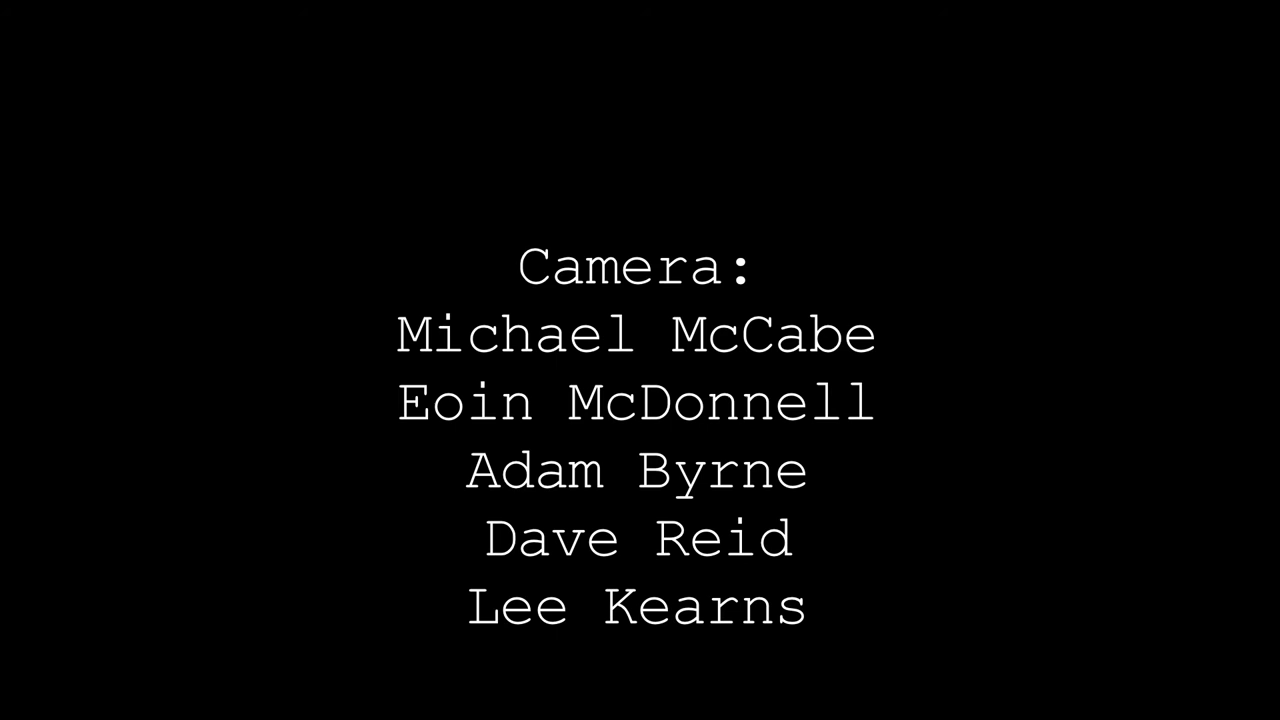 Camera:
Michael McCabe
Eoin McDonnell
Adam Byrne
Dave Reid
Lee Kearns